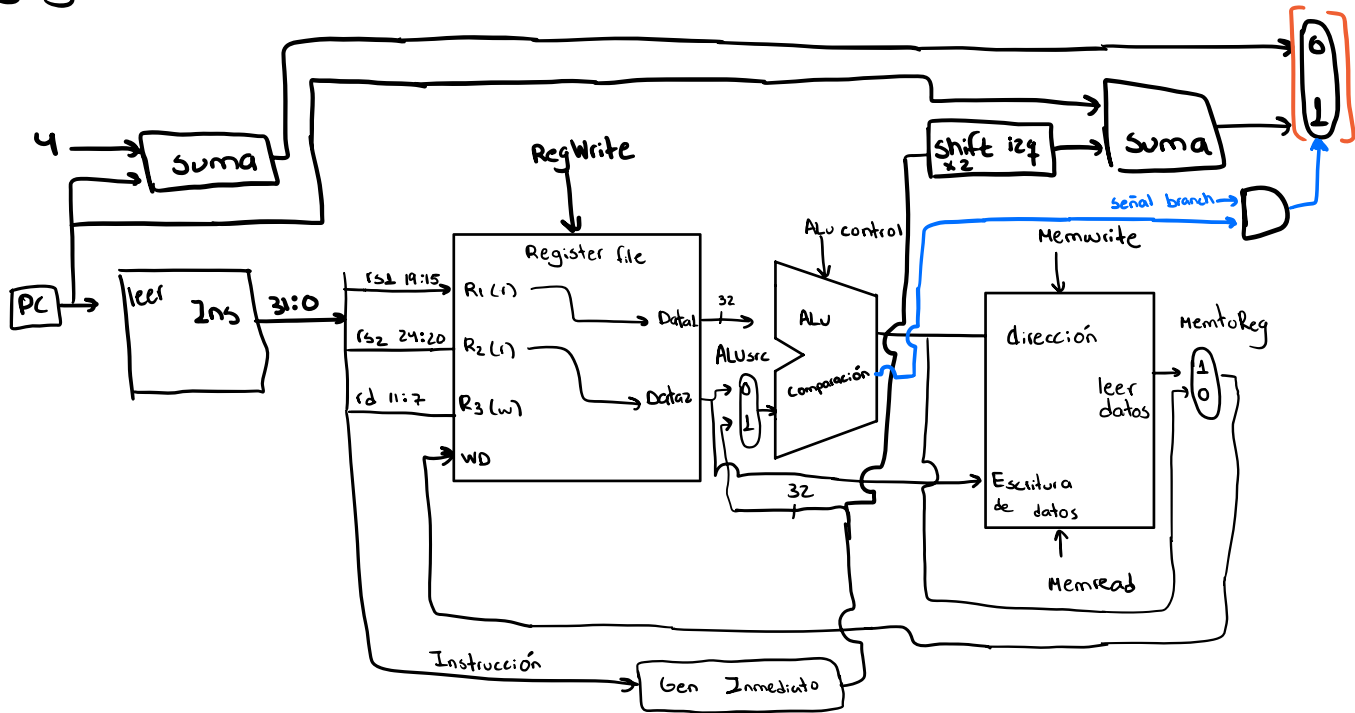 0
1
4
suma
shift izq
x2
suma
RegWrite
señal branch
ALu control
Memwrite
PC
leer
Ins
31:0
rs1 19:15
rs2 24:20
rd 11:7
Register file
R1(r)
R2(r)
R3(w)
WD
Data1
Data2
32
ALUsrc
0
1
ALu
comparación
dirección
leer
datos
Escritura
de datos
MemtoReg
1
0
32
Memread
Instrucción
Gen Inmediato